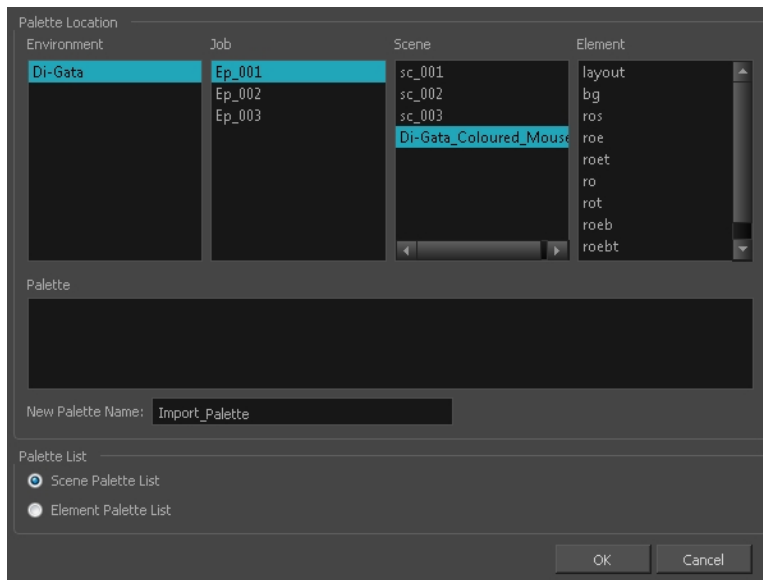 Palette Location
Environment Job Scene Element
Di-Gata Ep_001 sc_001 layout
Ep_002 sc_002 bg
Ep_003 sc_003 ros
Di-Gata_Coloured_Mouse roe
roet
ro
rot
roeb
roebt
Palette
New Palette Name: Import_Palette
Palette List
Scene Palette List
Element Palette List
OK Cancel